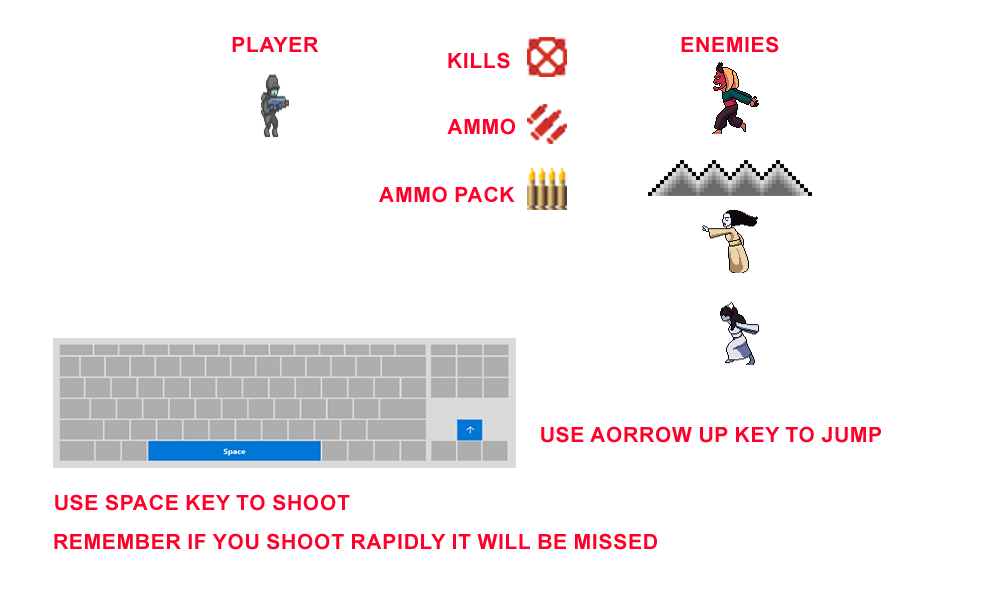 PLAYER
KILLS
ENEMIES
AMMO
AMMO PACK
Space
USE AORROW UP KEY TO JUMP
USE SPACE KEY TO SHOOT
REMEMBER IF YOU SHOOT RAPIDLY IT WILL BE MISSED